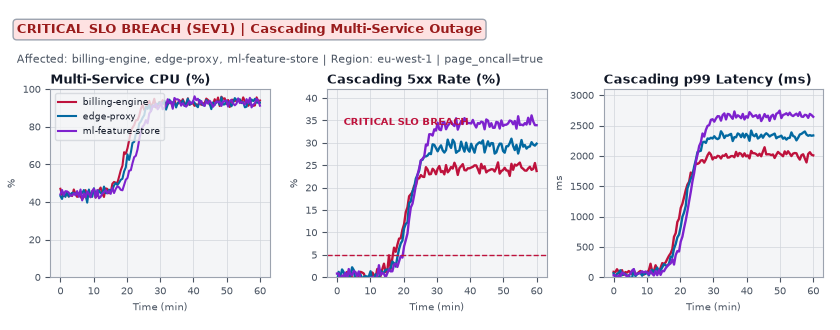 CRITICAL SLO BREACH (SEV1) | Cascading Multi-Service Outage
Affected: billing-engine, edge-proxy, ml-feature-store | Region: eu-west-1 | page_oncall=true
Multi-Service CPU (%)
billing-engine
edge-proxy
ml-feature-store
100
80
60
40
20
0
%
0 10 20 30 40 50 60
Time (min)
Cascading 5xx Rate (%)
CRITICAL SLO BREACH
40
35
30
25
20
15
10
5
0
%
0 10 20 30 40 50 60
Time (min)
Cascading p99 Latency (ms)
3000
2500
2000
1500
1000
500
0
ms
0 10 20 30 40 50 60
Time (min)